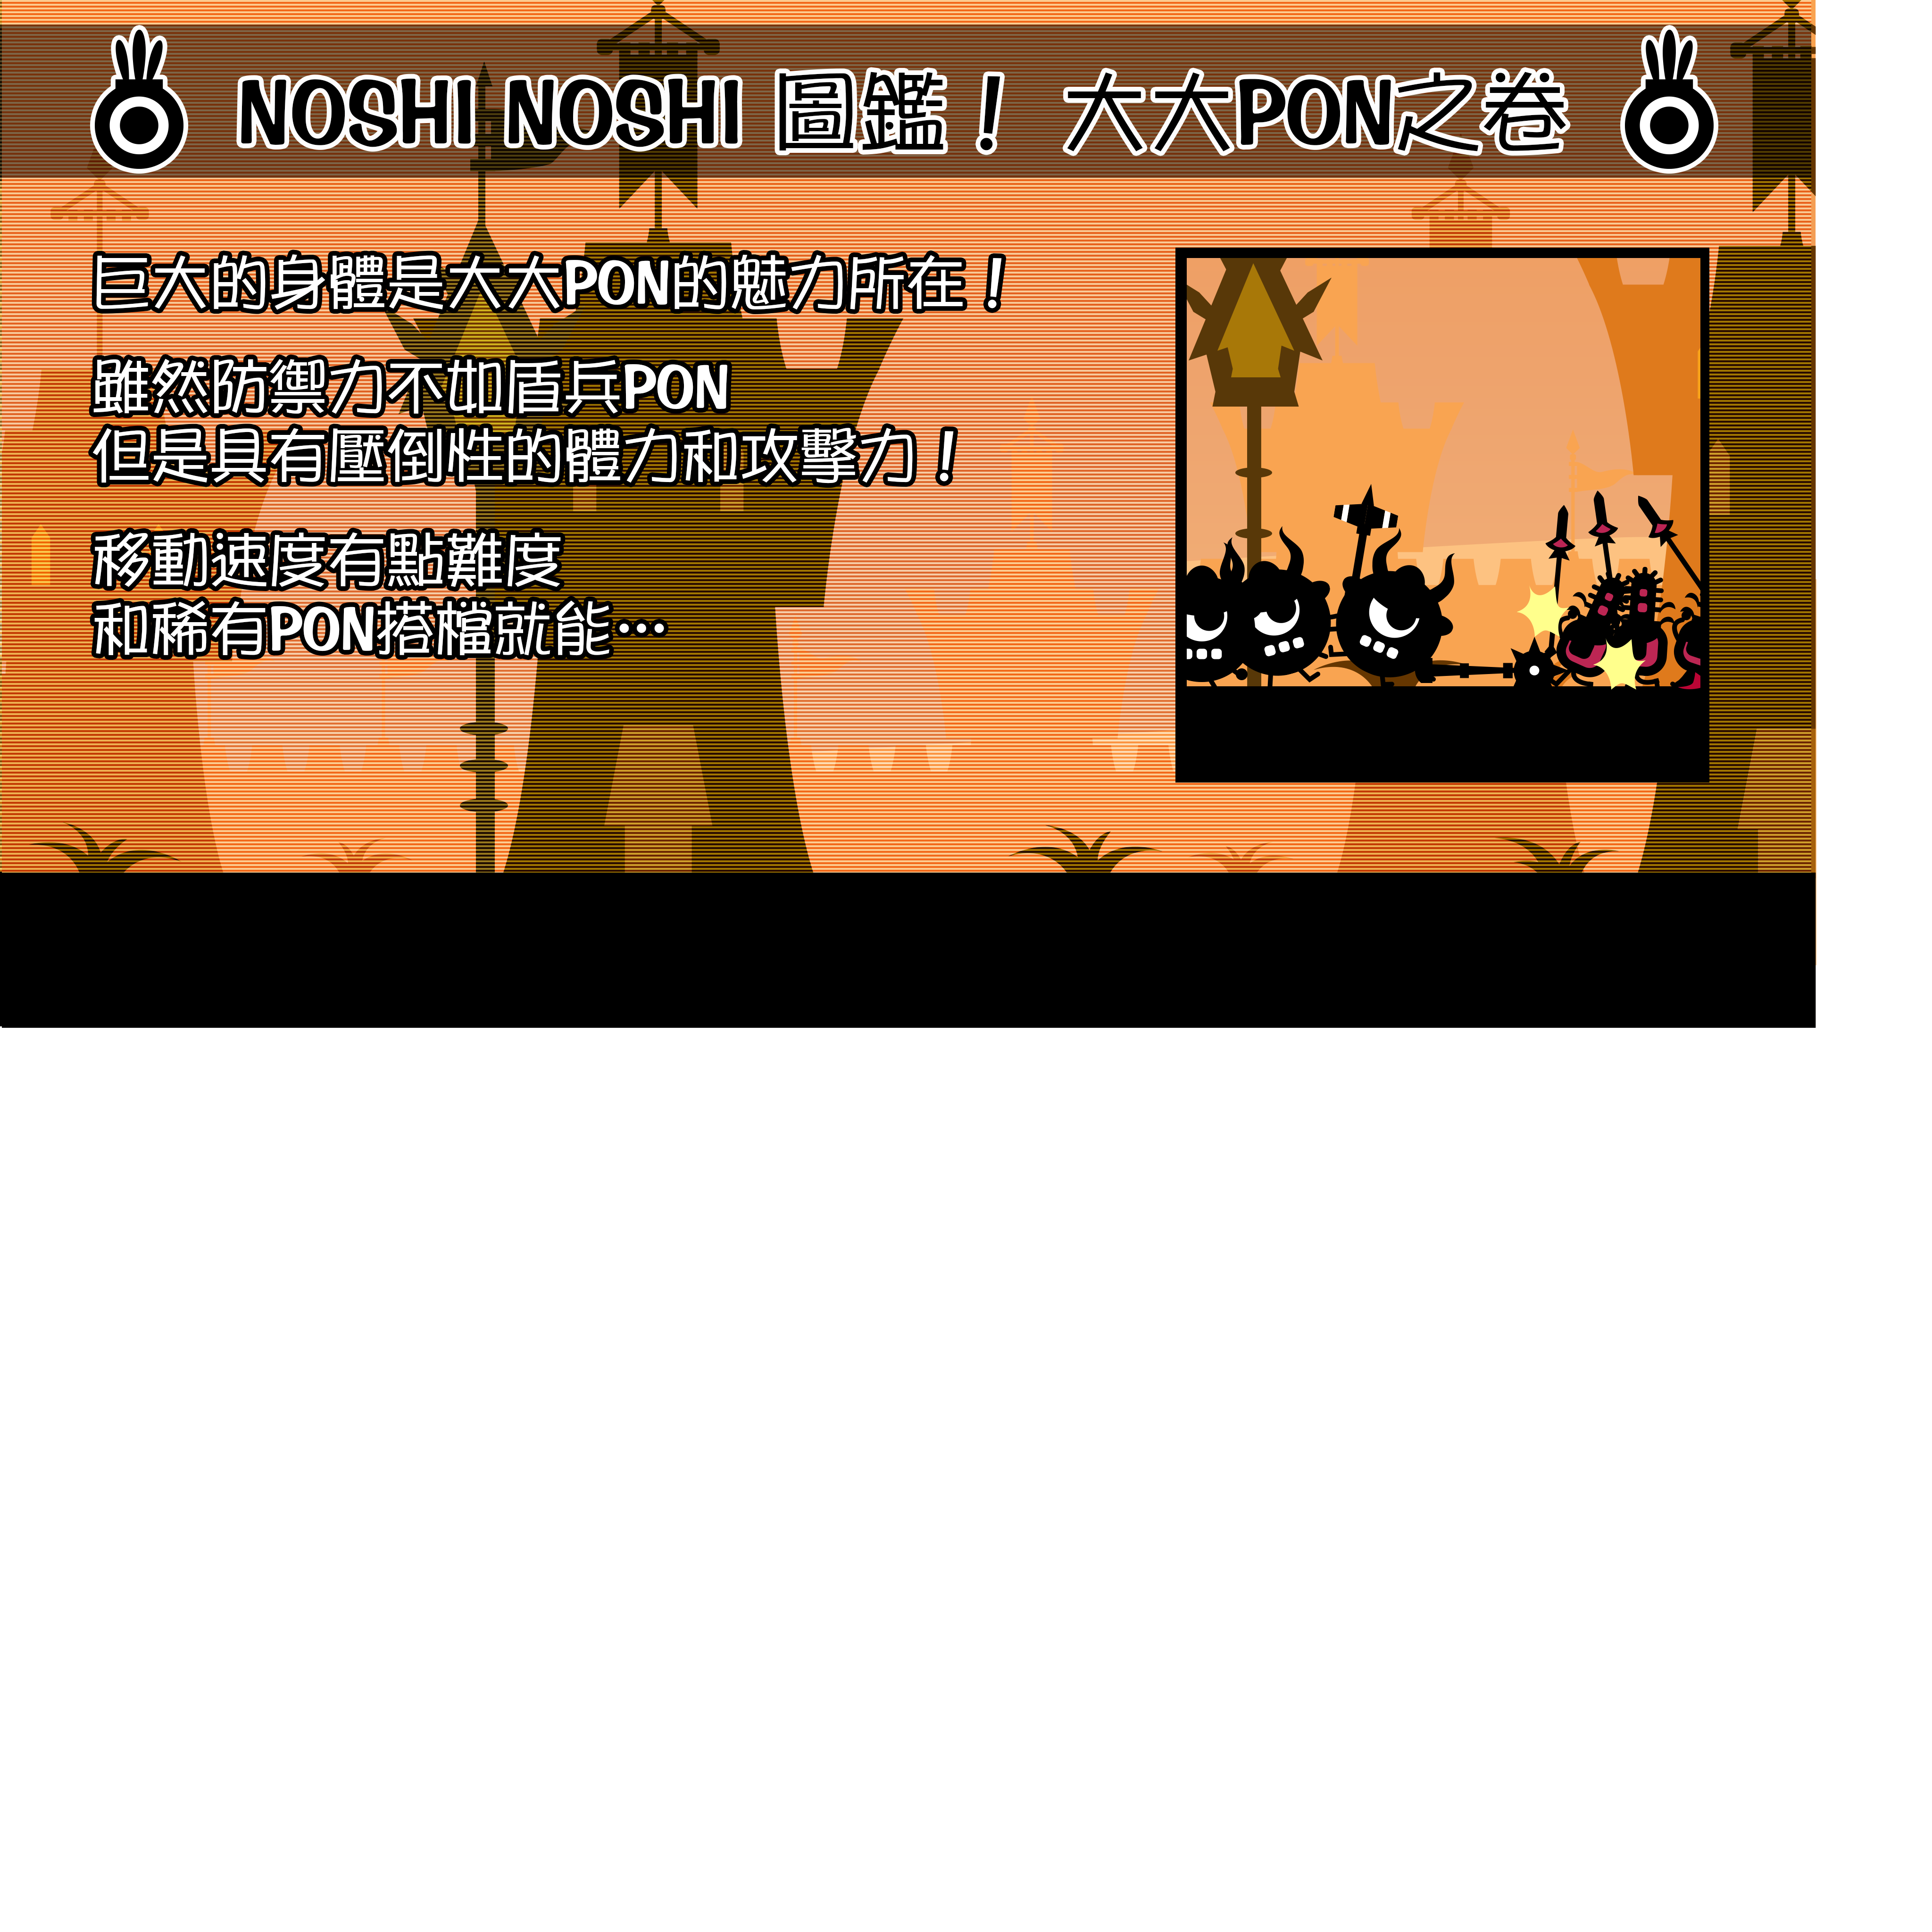 NOSHI NOSHI 圖鑑！ 大大PON之卷
巨大的身體是大大PON的魅力所在！
雖然防禦力不如盾兵PON
但是具有壓倒性的體力和攻擊力！
移動速度有點難度
和稀有PON搭檔就能…